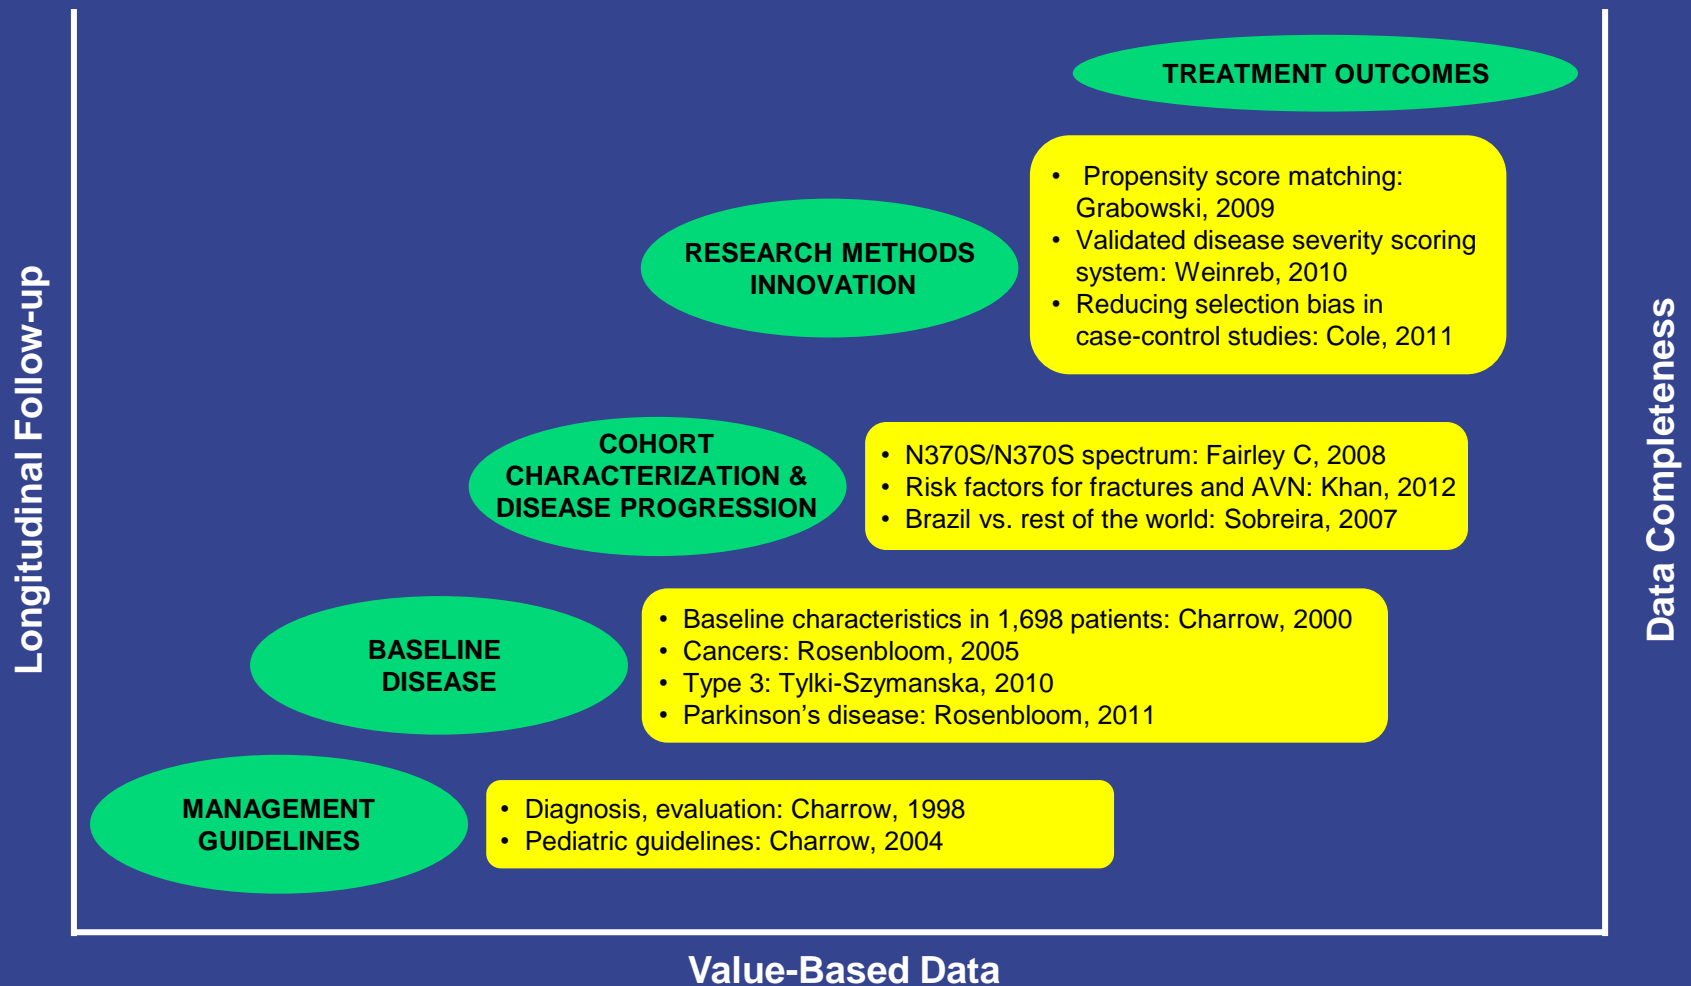 TREATMENT OUTCOMES
RESEARCH METHODS
INNOVATION
• Propensity score matching:
Grabowski, 2009
• Validated disease severity scoring
system: Weinreb, 2010
• Reducing selection bias in
case-control studies: Cole, 2011
COHORT
CHARACTERIZATION &
DISEASE PROGRESSION
• N370S/N370S spectrum: Fairley C, 2008
• Risk factors for fractures and AVN: Khan, 2012
• Brazil vs. rest of the world: Sobreira, 2007
BASELINE
DISEASE
• Baseline characteristics in 1,698 patients: Charrow, 2000
• Cancers: Rosenbloom, 2005
• Type 3: Tylki-Szymanska, 2010
• Parkinson’s disease: Rosenbloom, 2011
MANAGEMENT
GUIDELINES
• Diagnosis, evaluation: Charrow, 1998
• Pediatric guidelines: Charrow, 2004
Longitudinal Follow-up
Data Completeness
Value-Based Data